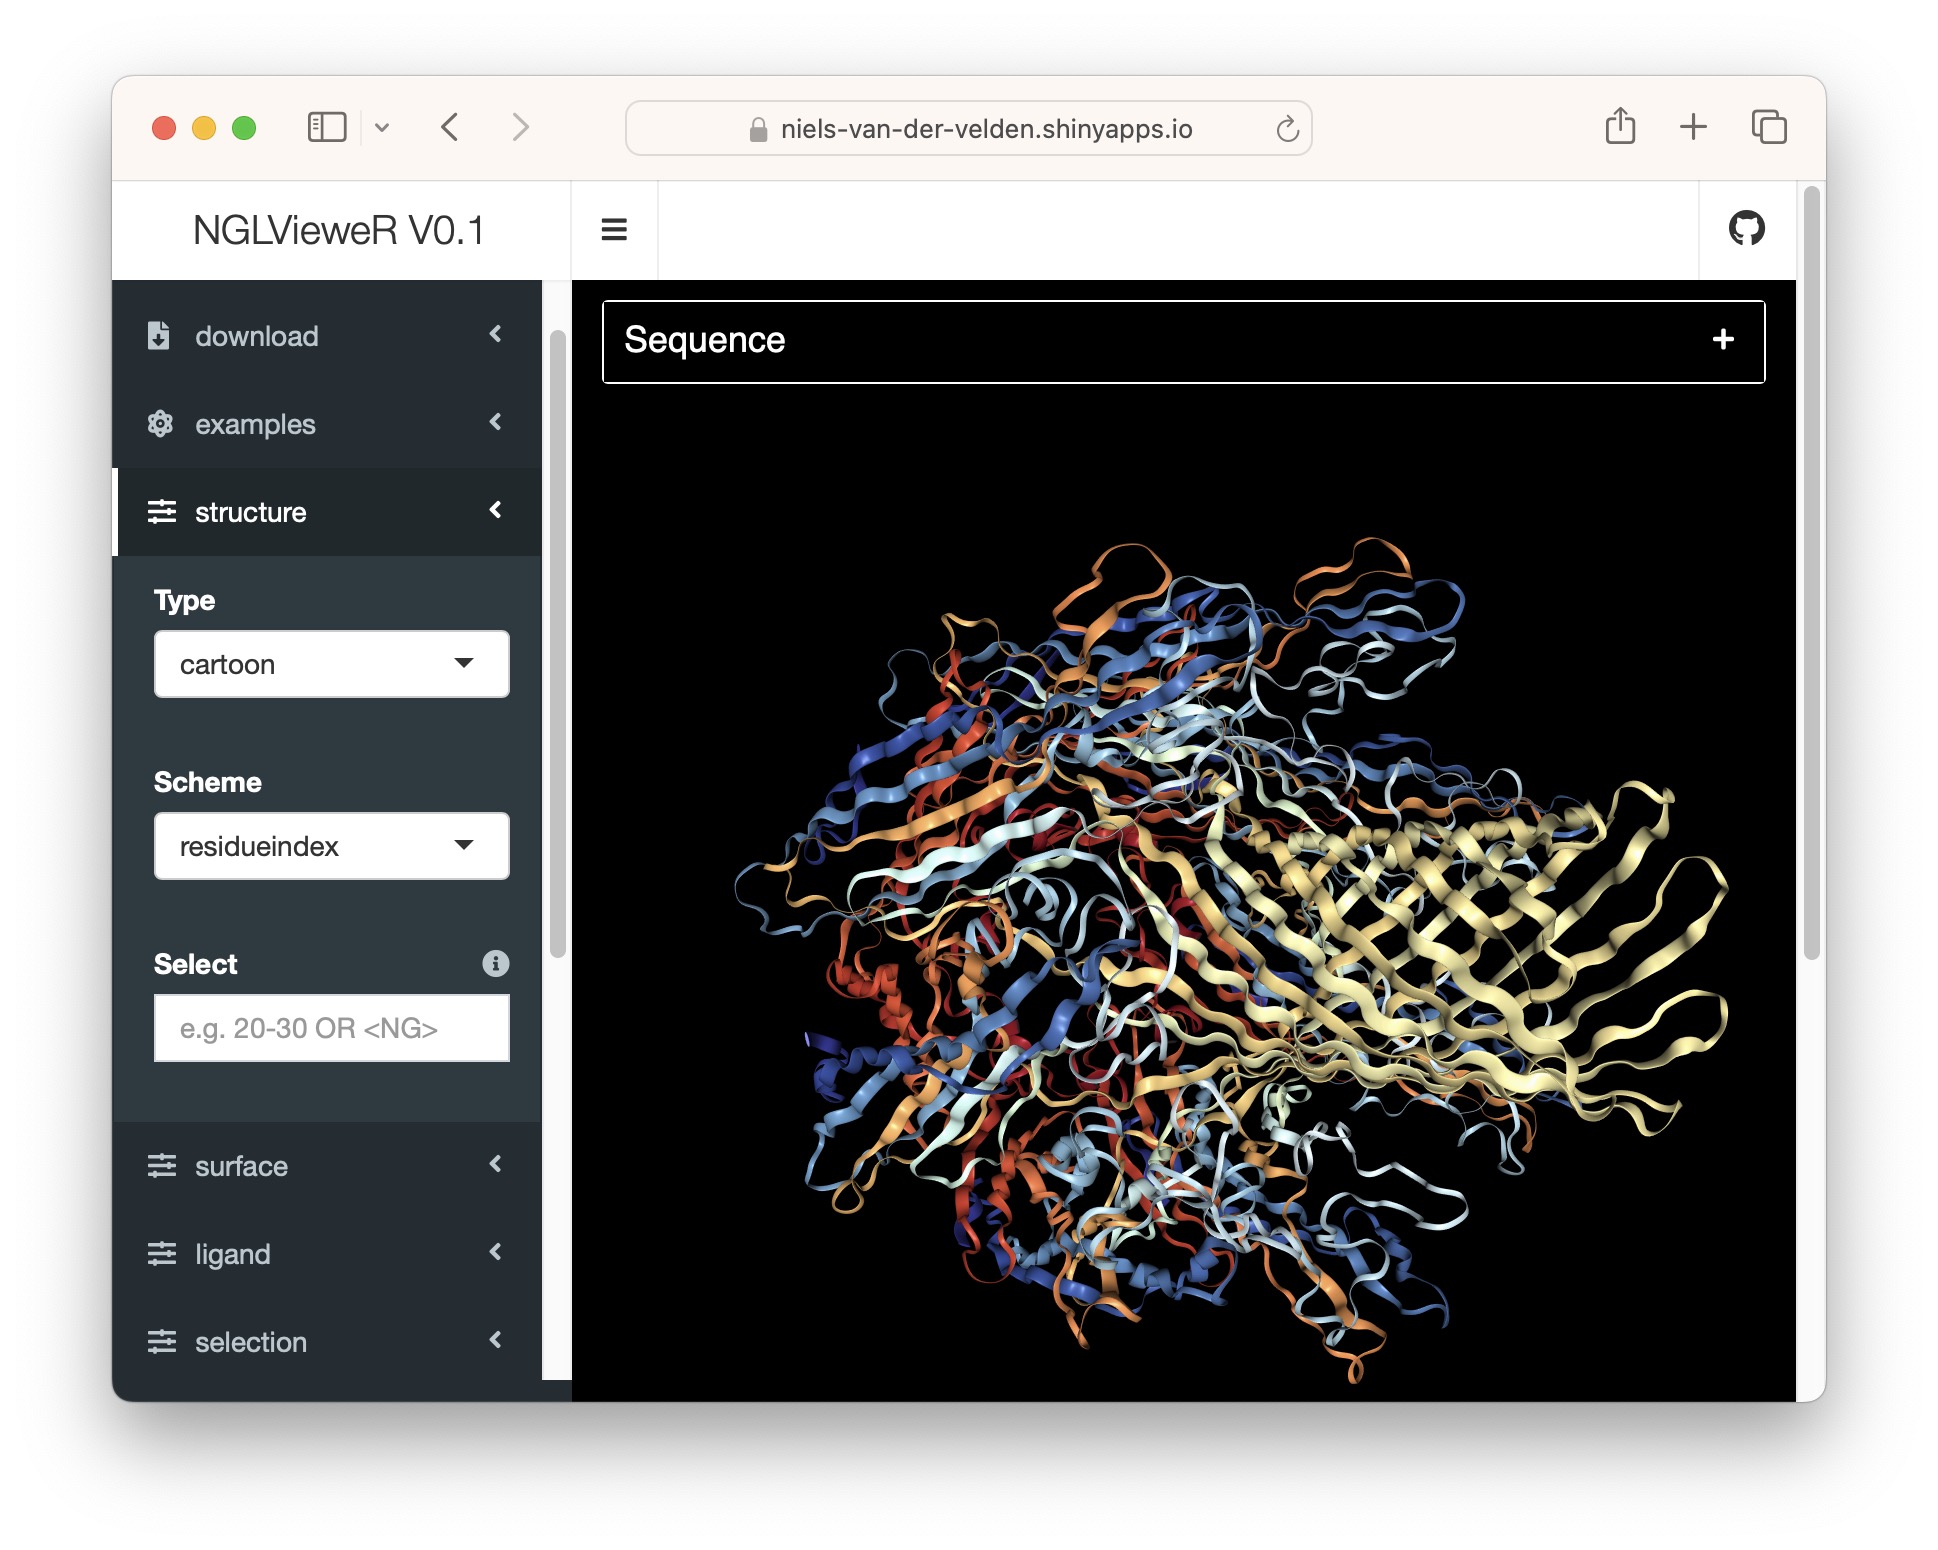 niels-van-der-velden.shinyapps.io
NGLVieweR V0.1
download
examples
structure
Type
cartoon
Scheme
residueindex
Select
e.g. 20-30 OR <NG>
surface
ligand
selection
Sequence